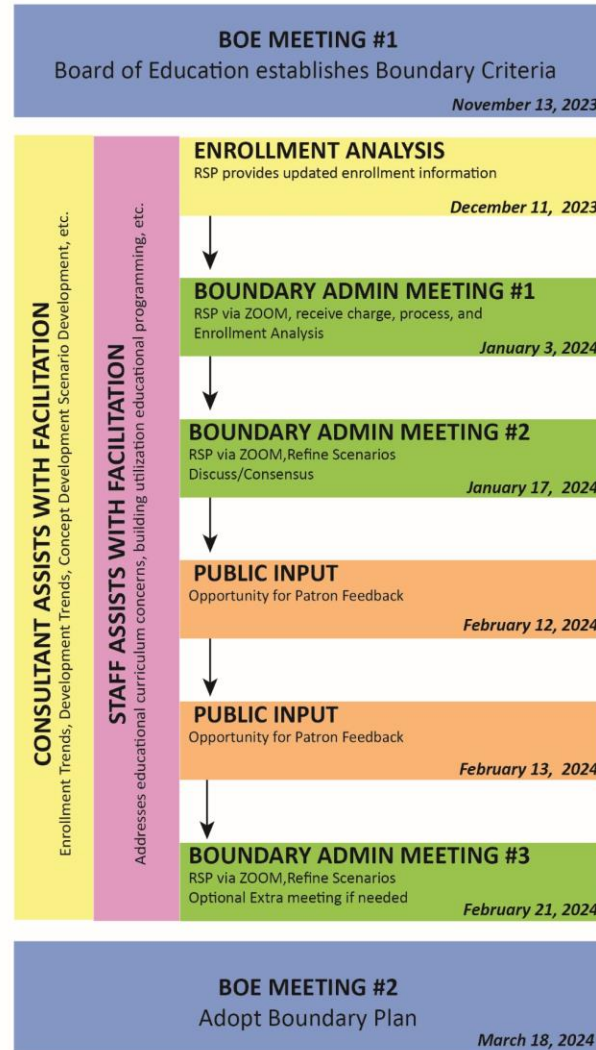 BOE MEETING #1
Board of Education establishes Boundary Criteria
November 13, 2023
CONSULTANT ASSISTS WITH FACILITATION
Enrollment Trends, Development Trends, Concept Development Scenario Development, etc.
STAFF ASSISTS WITH FACILITATION
Addresses educational curriculum concerns, building utilization educational programming, etc.
ENROLLMENT ANALYSIS
RSP provides updated enrollment information
December 11, 2023
BOUNDARY ADMIN MEETING #1
RSP via ZOOM, receive charge, process, and
Enrollment Analysis
January 3, 2024
BOUNDARY ADMIN MEETING #2
RSP via ZOOM,Refine Scenarios
Discuss/Consensus
January 17, 2024
PUBLIC INPUT
Opportunity for Patron Feedback
February 12, 2024
PUBLIC INPUT
Opportunity for Patron Feedback
February 13, 2024
BOUNDARY ADMIN MEETING #3
RSP via ZOOM,Refine Scenarios
Optional Extra meeting if needed
February 21, 2024
BOE MEETING #2
Adopt Boundary Plan
March 18, 2024